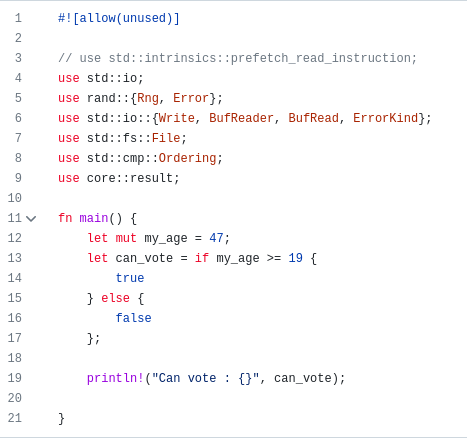 1 #![allow(unused)]
2
3 // use std::intrinsics::prefetch_read_instruction;
4 use std::io;
5 use rand::{Rng, Error};
6 use std::io::{Write, BufReader, BufRead, ErrorKind};
7 use std::fs::File;
8 use std::cmp::Ordering;
9 use core::result;
10
11 fn main() {
12     let mut my_age = 47;
13     let can_vote = if my_age >= 19 {
14         true
15     } else {
16         false
17     };
18
19     println!("Can vote : {}", can_vote);
20
21 }